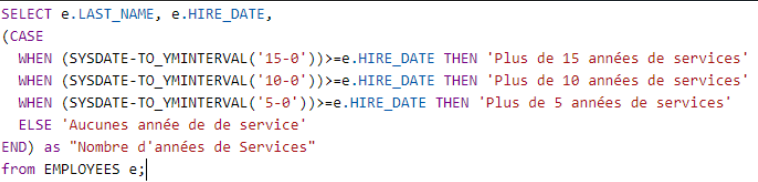 SELECT e.LAST_NAME, e.HIRE_DATE,
(CASE
WHEN (SYSDATE-TO_YMINTERVAL('15-0'))>=e.HIRE_DATE THEN 'Plus de 15 années de services'
WHEN (SYSDATE-TO_YMINTERVAL('10-0'))>=e.HIRE_DATE THEN 'Plus de 10 années de services'
WHEN (SYSDATE-TO_YMINTERVAL('5-0'))>=e.HIRE_DATE THEN 'Plus de 5 années de services'
ELSE 'Aucunes année de de service'
END) as "Nombre d'années de Services"
from EMPLOYEES e;